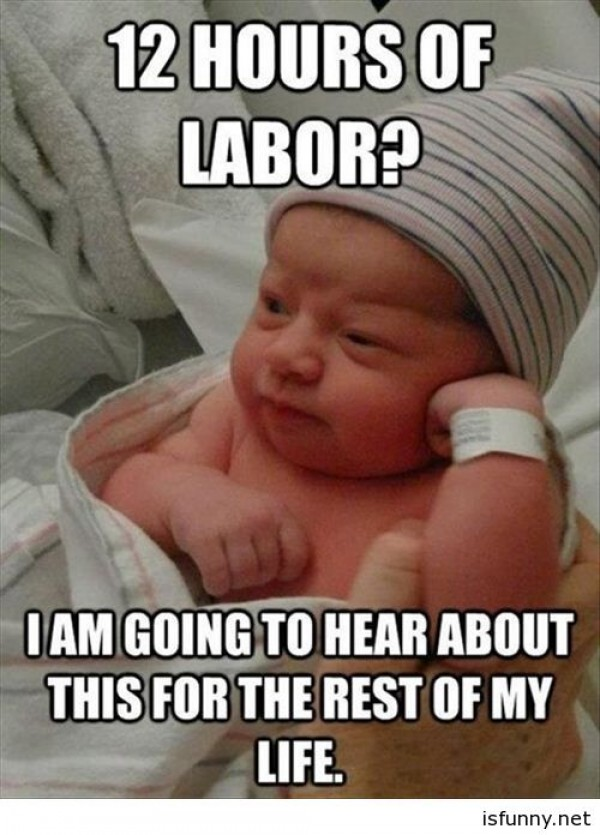 12 HOURS OF
LABOR?
I AM GOING TO HEAR ABOUT
THIS FOR THE REST OF MY
LIFE.
isfunny.net